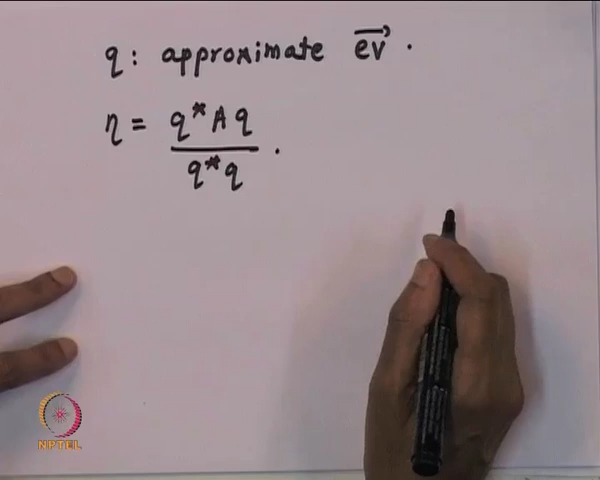 q: approximate ev⃗.
η = q*Aq / q*q .
NPTEL